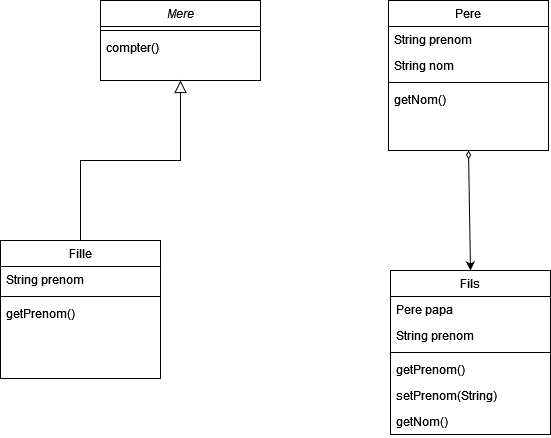 Mere
compter()
Fille
String prenom
getPrenom()
Pere
String prenom
String nom
getNom()
Fils
Pere papa
String prenom
getPrenom()
setPrenom(String)
getNom()